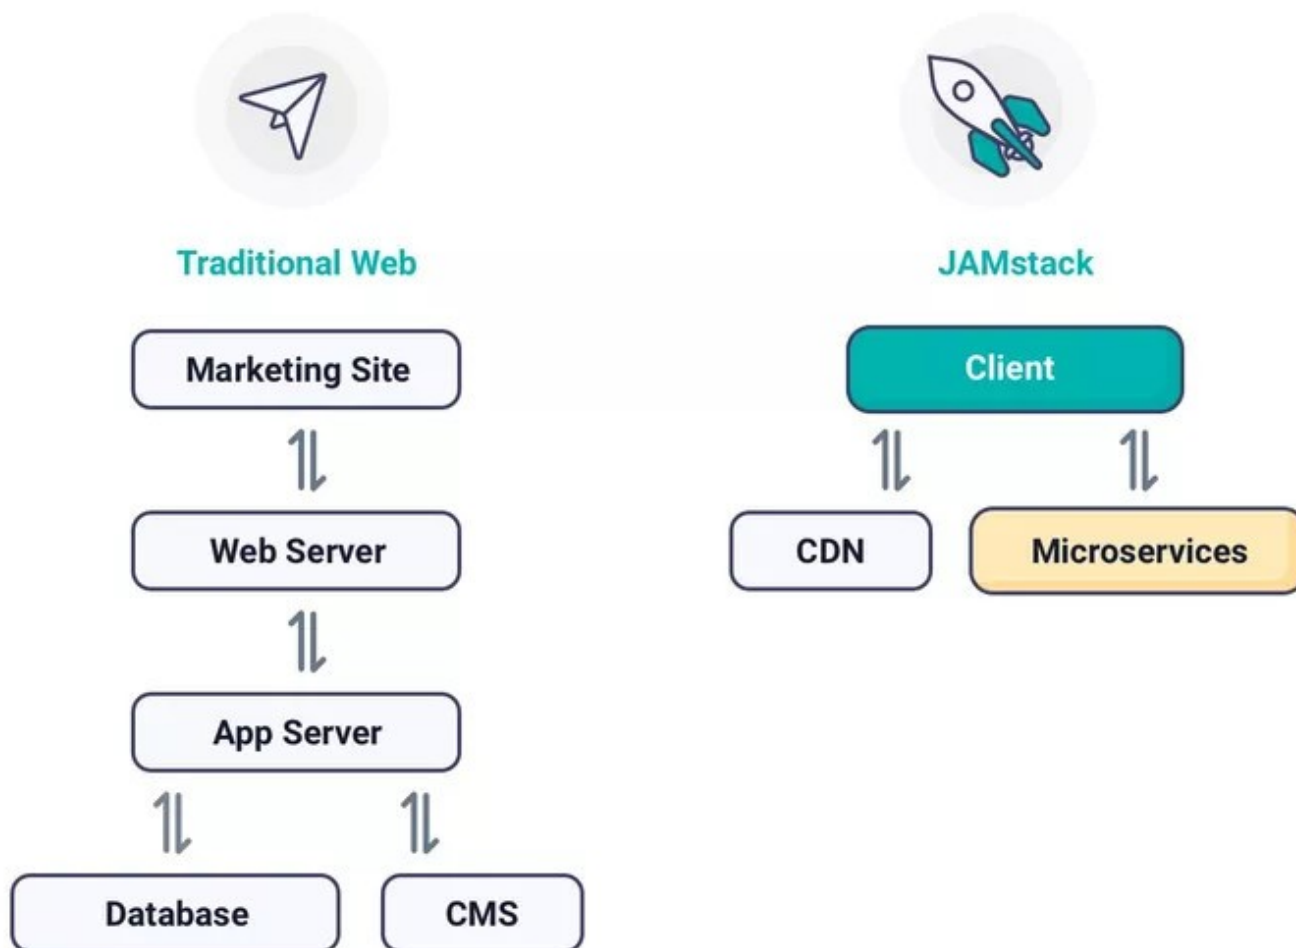 Traditional Web
Marketing Site
Web Server
App Server
Database
CMS
JAMstack
Client
CDN
Microservices